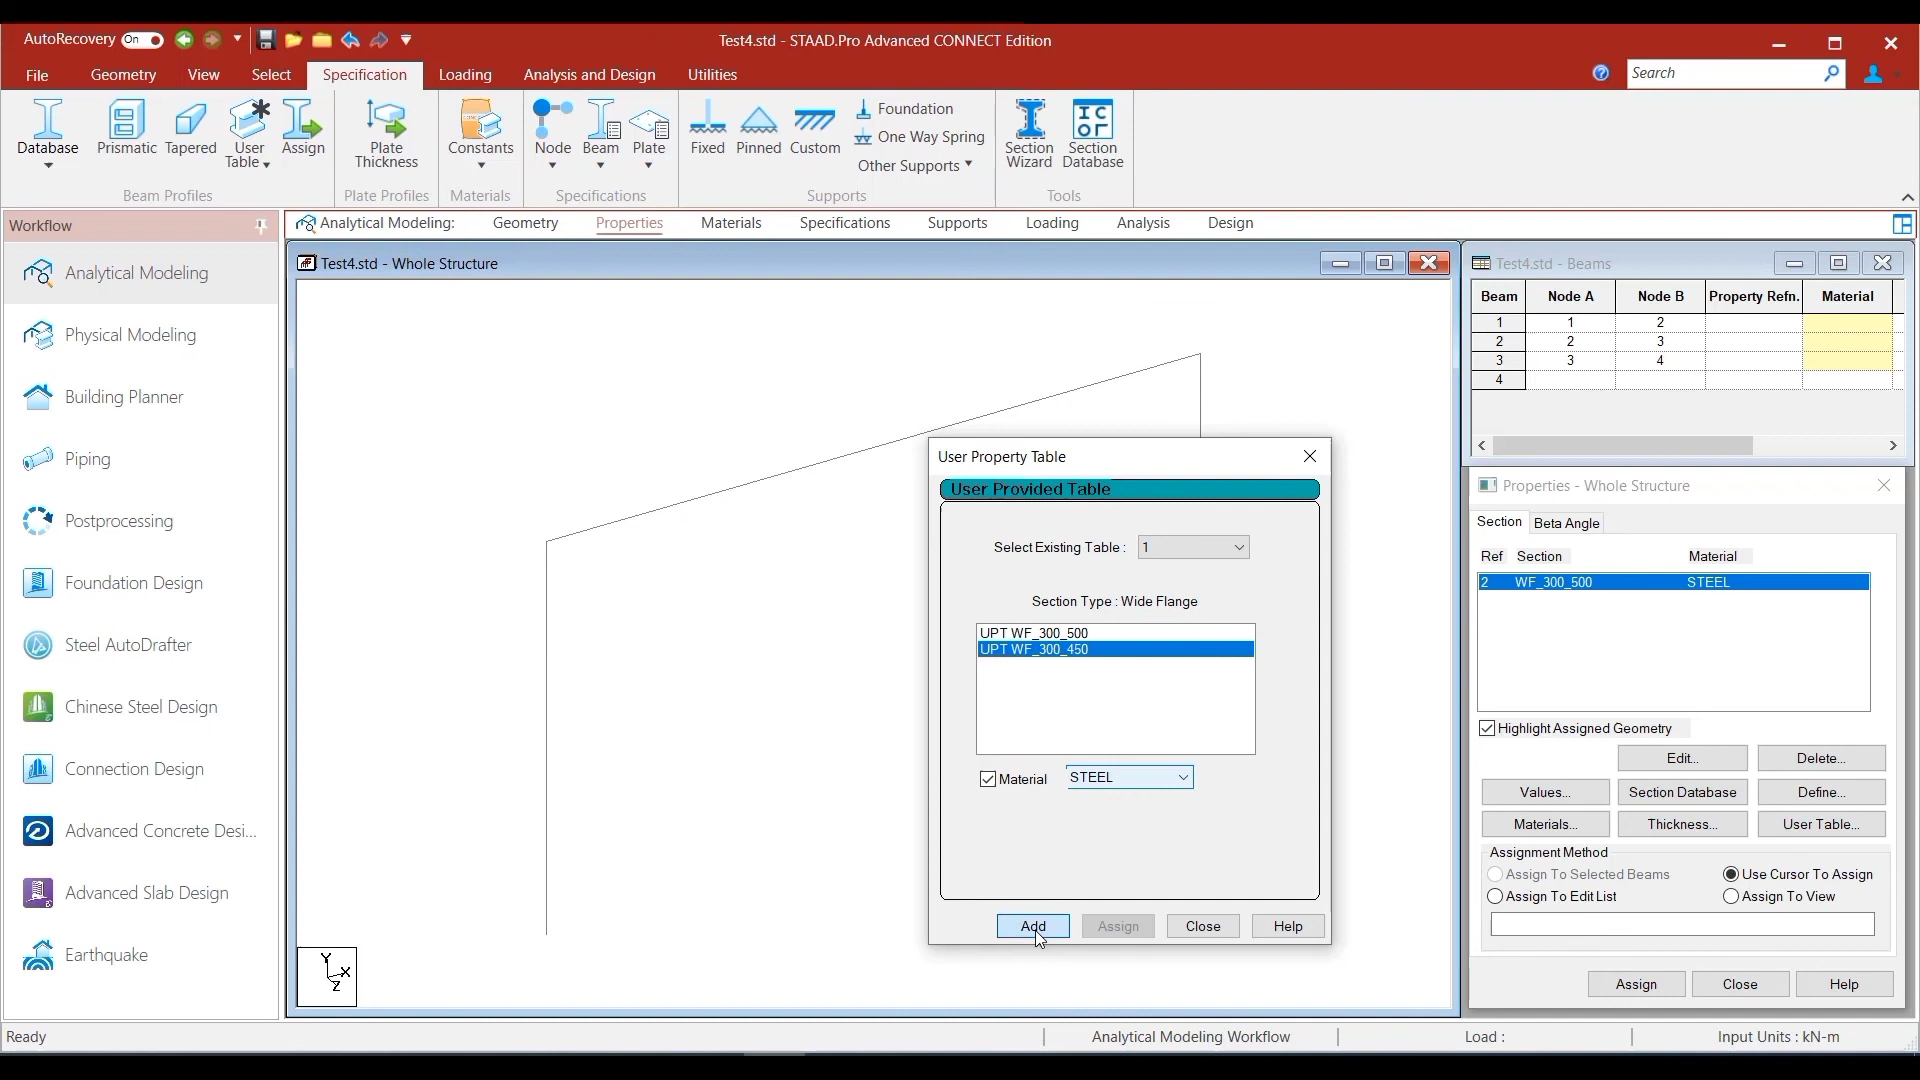 AutoRecovery On
Test4.std - STAAD.Pro Advanced CONNECT Edition
File Geometry View Select Specification Loading Analysis and Design Utilities
Search
Database Prismatic Tapered User Table Assign
Beam Profiles
Plate Thickness
Plate Profiles
Constants
Materials
Node Beam Plate
Specifications
Fixed Pinned Custom
Foundation
One Way Spring
Other Supports
Supports
Section Wizard
Section Database
Tools
Workflow
Analytical Modeling
Physical Modeling
Building Planner
Piping
Postprocessing
Foundation Design
Steel AutoDrafter
Chinese Steel Design
Connection Design
Advanced Concrete Desi...
Advanced Slab Design
Earthquake
Analytical Modeling: Geometry Properties Materials Specifications Supports Loading Analysis Design
Test4.std - Whole Structure
Y
X
Z
User Property Table
User Provided Table
Select Existing Table : 1
Section Type : Wide Flange
UPT WF_300_500
UPT WF_300_450
Material STEEL
Add Assign Close Help
Test4.std - Beams
Beam Node A Node B Property Refn. Material
1 1 2
2 2 3
3 3 4
4
Properties - Whole Structure
Section Beta Angle
Ref Section Material
2 WF_300_500 STEEL
Highlight Assigned Geometry
Edit... Delete...
Values... Section Database Define...
Materials... Thickness... User Table...
Assignment Method
Assign To Selected Beams Use Cursor To Assign
Assign To Edit List Assign To View
Assign Close Help
Ready
Analytical Modeling Workflow
Load :
Input Units : kN-m